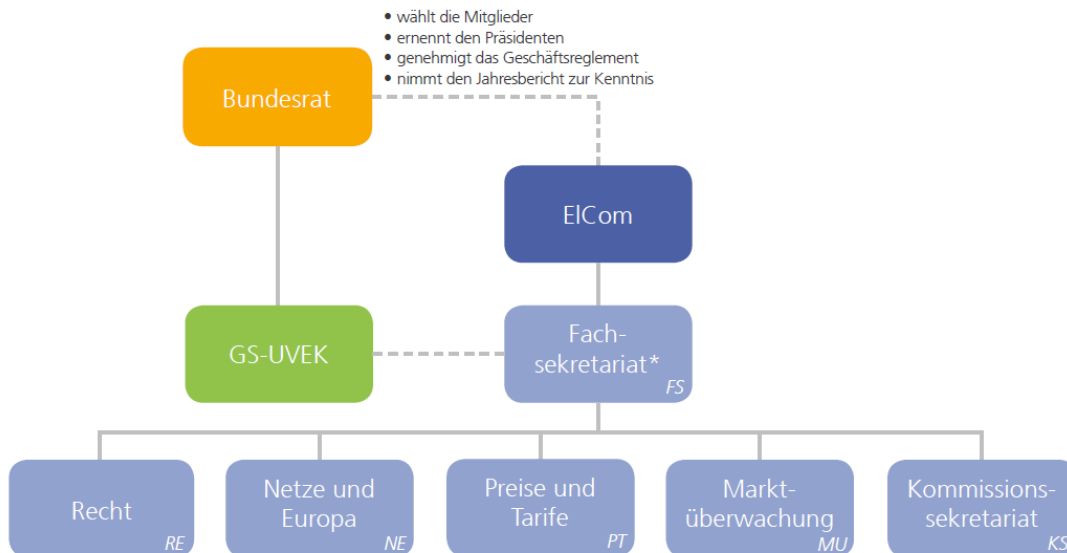 • wählt die Mitglieder
• ernennt den Präsidenten
• genehmigt das Geschäftsreglement
• nimmt den Jahresbericht zur Kenntnis
Bundesrat
ElCom
GS-UVEK
Fach-
sekretariat*
FS
Recht
RE
Netze und
Europa
NE
Preise und
Tarife
PT
Markt-
überwachung
MU
Kommissions-
sekretariat
KS